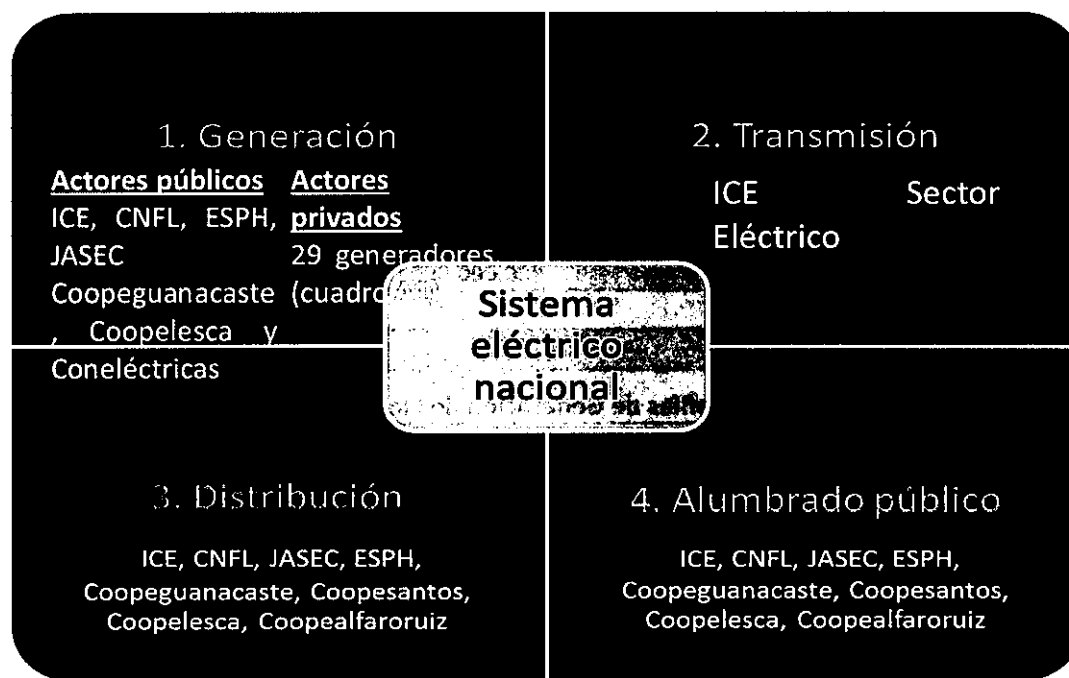 1. Generación
Actores públicos
ICE, CNFL, ESPH,
JASEC
Coopeguanacaste
, Coopelesca y
Coneléctricas
Actores
privados
29 generadores
(cuadro
2. Transmisión
ICE Sector
Eléctrico
Sistema
eléctrico
nacional
3. Distribución
ICE, CNFL, JASEC, ESPH,
Coopeguanacaste, Coopesantos,
Coopelesca, Coopealfaroruiz
4. Alumbrado público
ICE, CNFL, JASEC, ESPH,
Coopeguanacaste, Coopesantos,
Coopelesca, Coopealfaroruiz